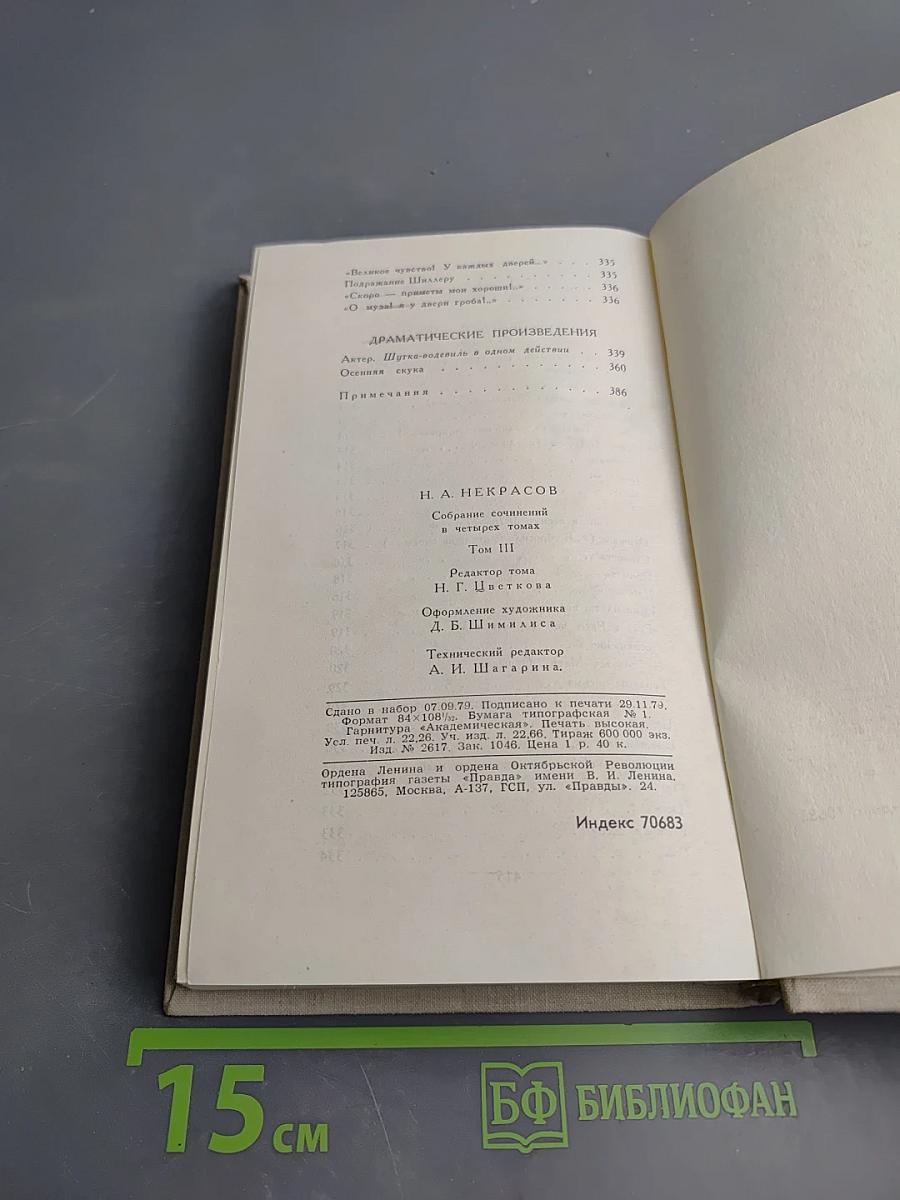 «Великое чувство! У каждых дверей...» . . . 335
Подражание Шиллеру . . . . . . . . . 335
«Скоро — приметы мои хороши!..» . . . . . 336
«О муза! я у двери гроба!..» . . . . . . . 336
ДРАМАТИЧЕСКИЕ ПРОИЗВЕДЕНИЯ
Актер. Шутка-водевиль в одном действии . . 339
Осенняя скука . . . . . . . . . . . . 360
Примечания . . . . . . . . . . . . 386
Н. А. НЕКРАСОВ
Собрание сочинений
в четырех томах
Том III
Редактор тома
Н. Г. Цветкова
Оформление художника
Д. Б. Шимилиса
Технический редактор
А. И. Шагарина.
Сдано в набор 07.09.79. Подписано к печати 29.11.79.
Формат 84×108¹/₃₂. Бумага типографская № 1.
Гарнитура «Академическая». Печать высокая.
Усл. печ. л. 22,26. Уч. изд. л. 22,66. Тираж 600 000 экз.
Изд. № 2617. Зак. 1046. Цена 1 р. 40 к.
Ордена Ленина и ордена Октябрьской Революции
типография газеты «Правда» имени В. И. Ленина.
125865, Москва, А-137, ГСП, ул. «Правды». 24.
Индекс 70683
15 см
БФ БИБЛИОФАН